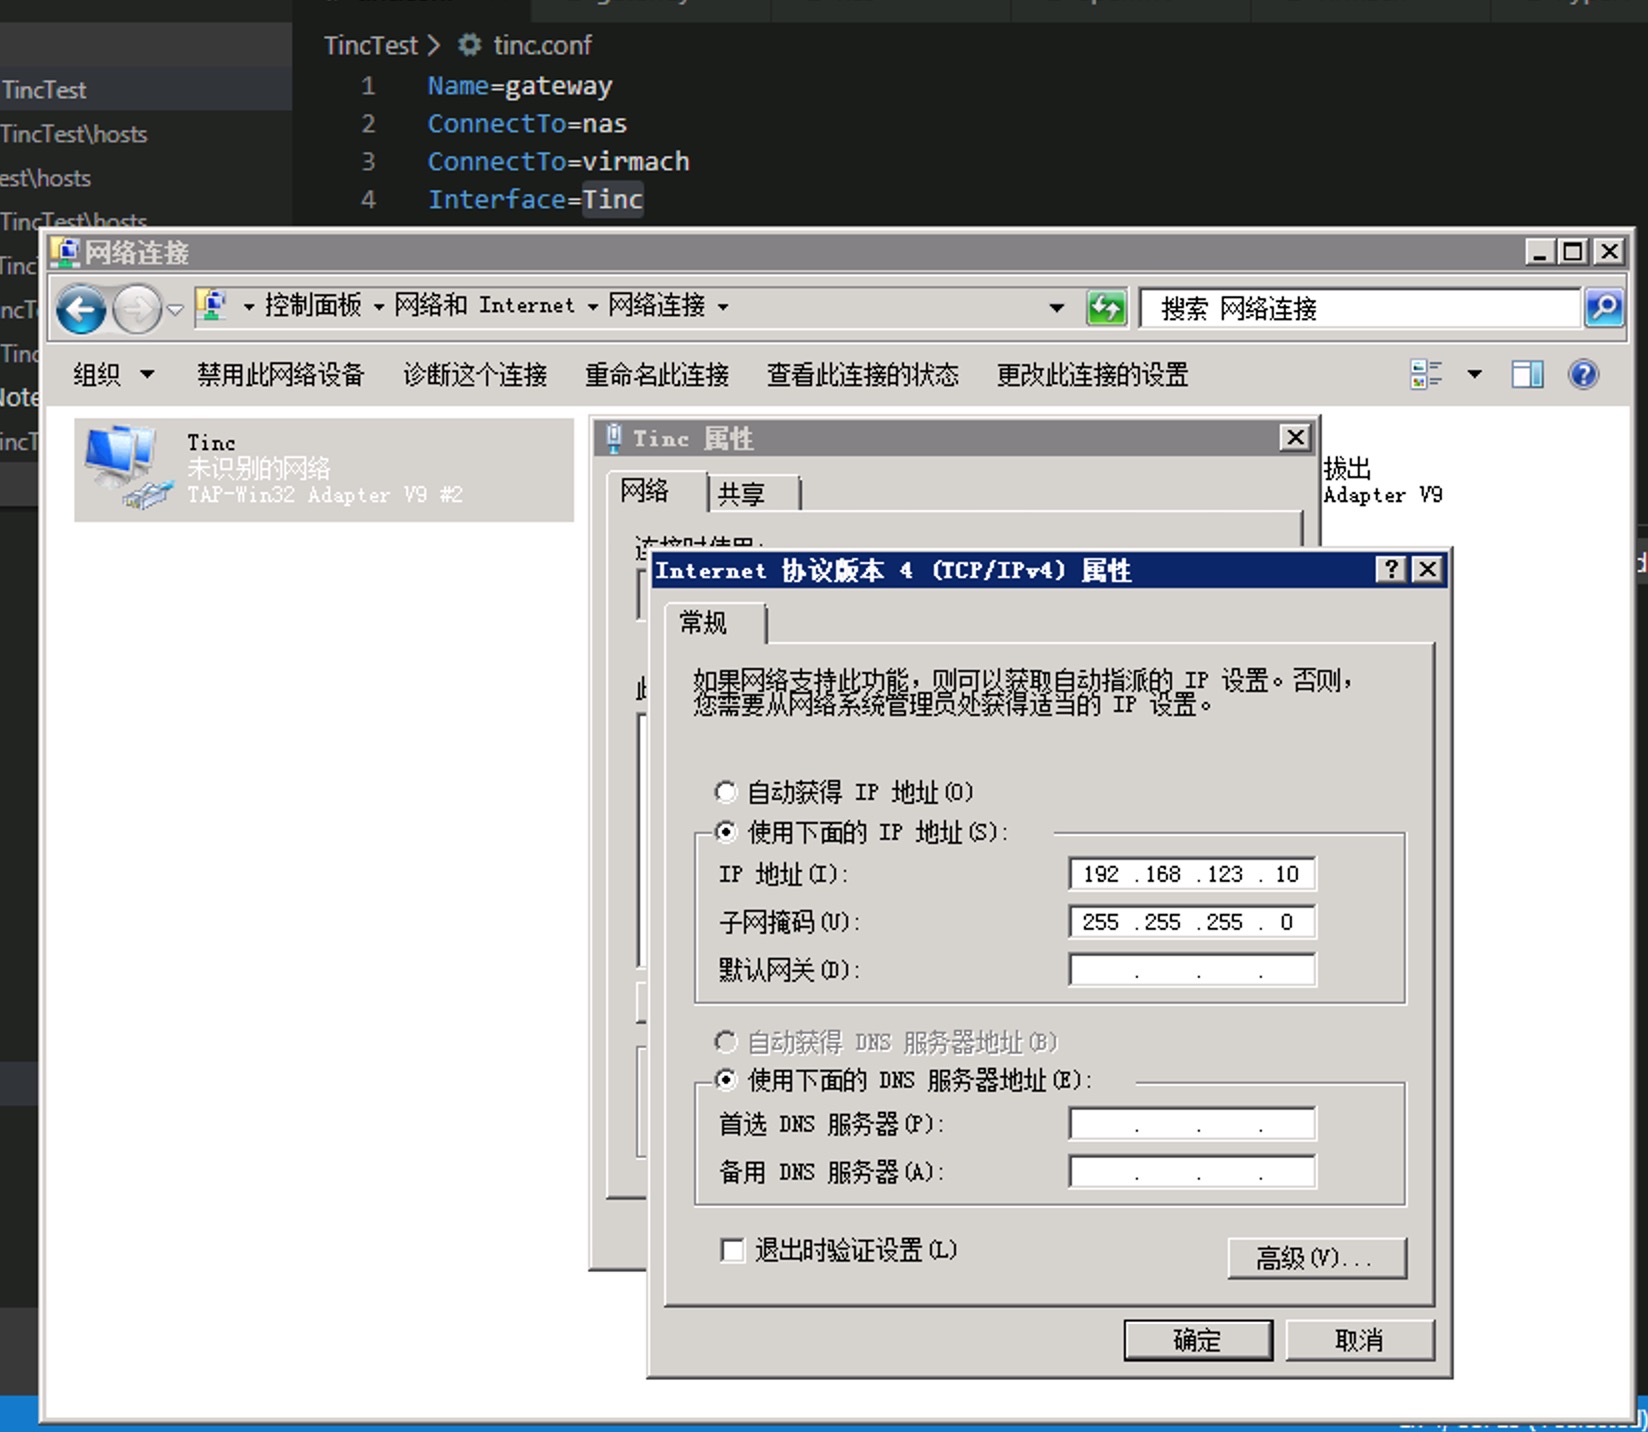 TincTest > tinc.conf
1 Name=gateway
2 ConnectTo=nas
3 ConnectTo=virmach
4 Interface=Tinc
TincTest
TincTest\hosts
est\hosts
TincTest\hosts
网络连接
控制面板 网络和 Internet 网络连接
搜索 网络连接
组织 禁用此网络设备 诊断这个连接 重命名此连接 查看此连接的状态 更改此连接的设置
Tinc
未识别的网络
TAP-Win32 Adapter V9 #2
拔出
Adapter V9
Tinc 属性
网络 共享
连接时使用:
Internet 协议版本 4 (TCP/IPv4) 属性
常规
如果网络支持此功能，则可以获取自动指派的 IP 设置。否则，
您需要从网络系统管理员处获得适当的 IP 设置。
自动获得 IP 地址(O)
使用下面的 IP 地址(S):
IP 地址(I): 192 .168 .123 . 10
子网掩码(U): 255 .255 .255 . 0
默认网关(D): . . .
自动获得 DNS 服务器地址(B)
使用下面的 DNS 服务器地址(E):
首选 DNS 服务器(P): . . .
备用 DNS 服务器(A): . . .
退出时验证设置(L)
高级(V)...
确定 取消